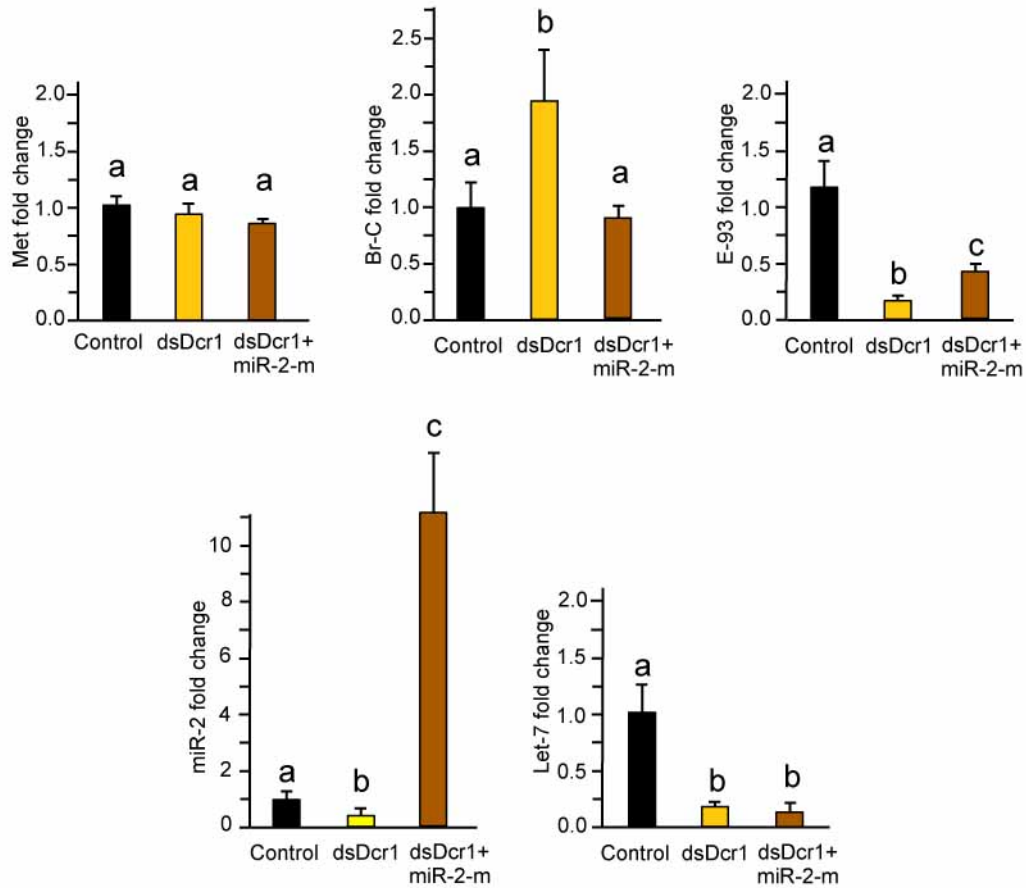 Met fold change
2.0
1.5
1.0
0.5
0.0
a
a
a
Control
dsDcr1
dsDcr1+
miR-2-m
Br-C fold change
2.5
2.0
1.5
1.0
0.5
0.0
a
b
a
Control
dsDcr1
dsDcr1+
miR-2-m
E-93 fold change
2.0
1.5
1.0
0.5
0.0
a
b
c
Control
dsDcr1
dsDcr1+
miR-2-m
miR-2 fold change
10
8
6
4
2
0
a
b
c
Control
dsDcr1
dsDcr1+
miR-2-m
Let-7 fold change
2.0
1.5
1.0
0.5
0.0
a
b
b
Control
dsDcr1
dsDcr1+
miR-2-m